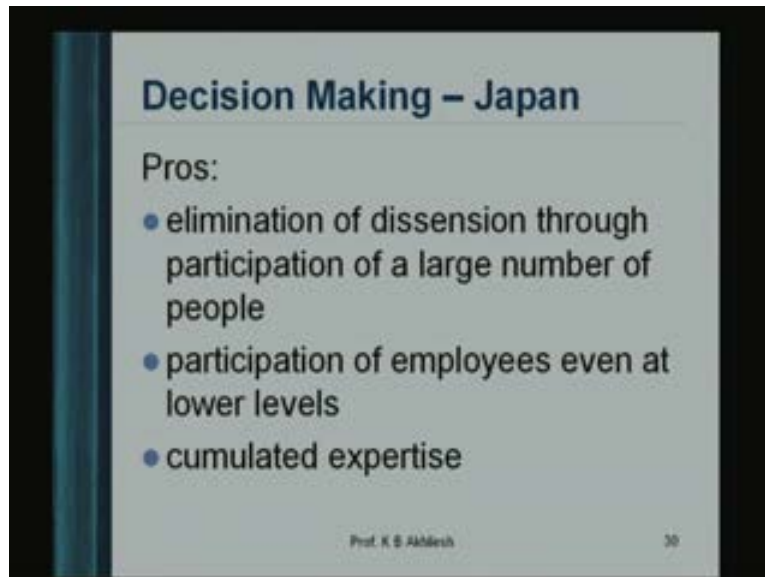 Decision Making – Japan
Pros:
elimination of dissension through
participation of a large number of
people
participation of employees even at
lower levels
cumulated expertise
Prof. K B Akhilesh
30